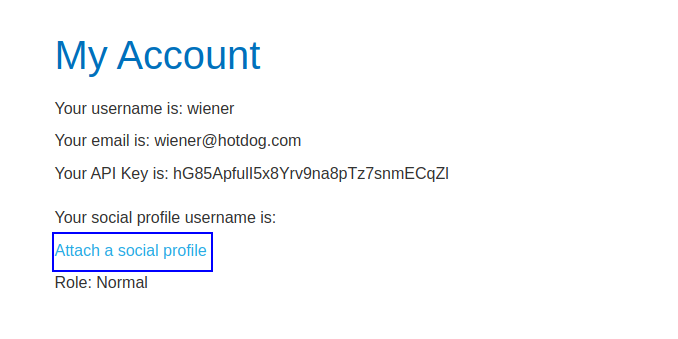 My Account
Your username is: wiener
Your email is: wiener@hotdog.com
Your API Key is: hG85ApfulI5x8Yrv9na8pTz7snmECqZl
Your social profile username is:
Attach a social profile
Role: Normal